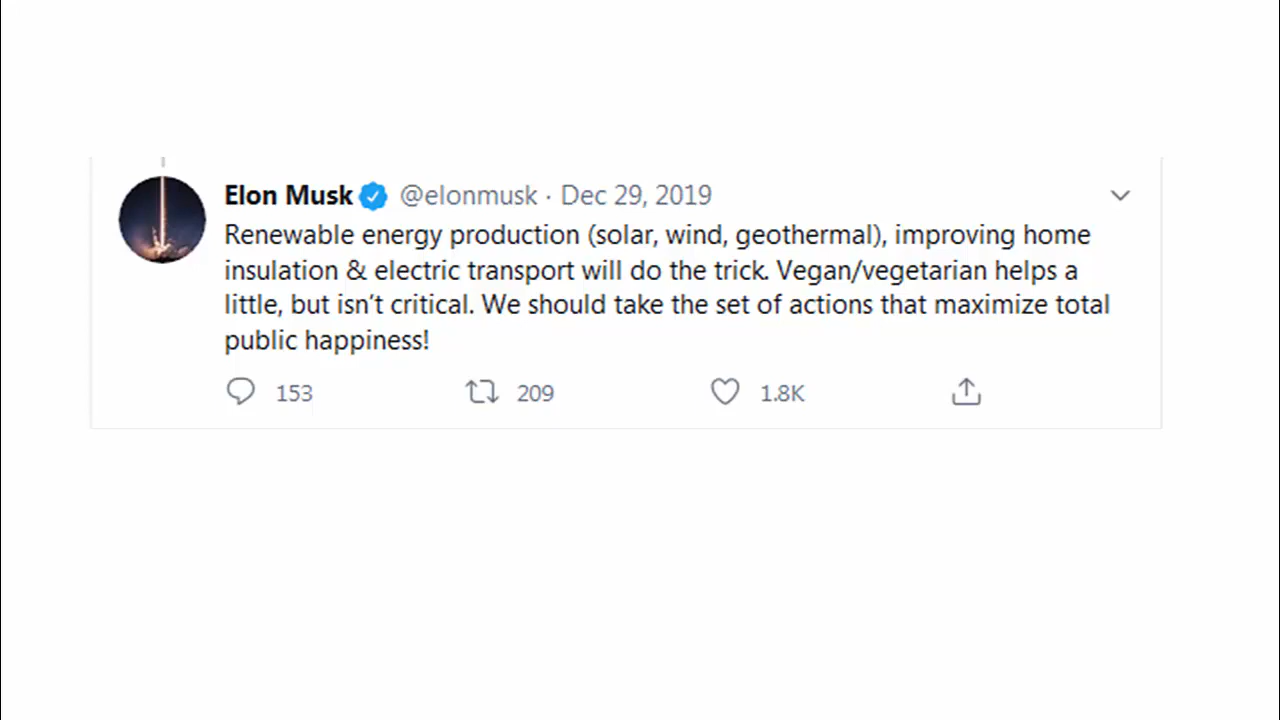 Elon Musk @elonmusk · Dec 29, 2019
Renewable energy production (solar, wind, geothermal), improving home
insulation & electric transport will do the trick. Vegan/vegetarian helps a
little, but isn’t critical. We should take the set of actions that maximize total
public happiness!
153 209 1.8K